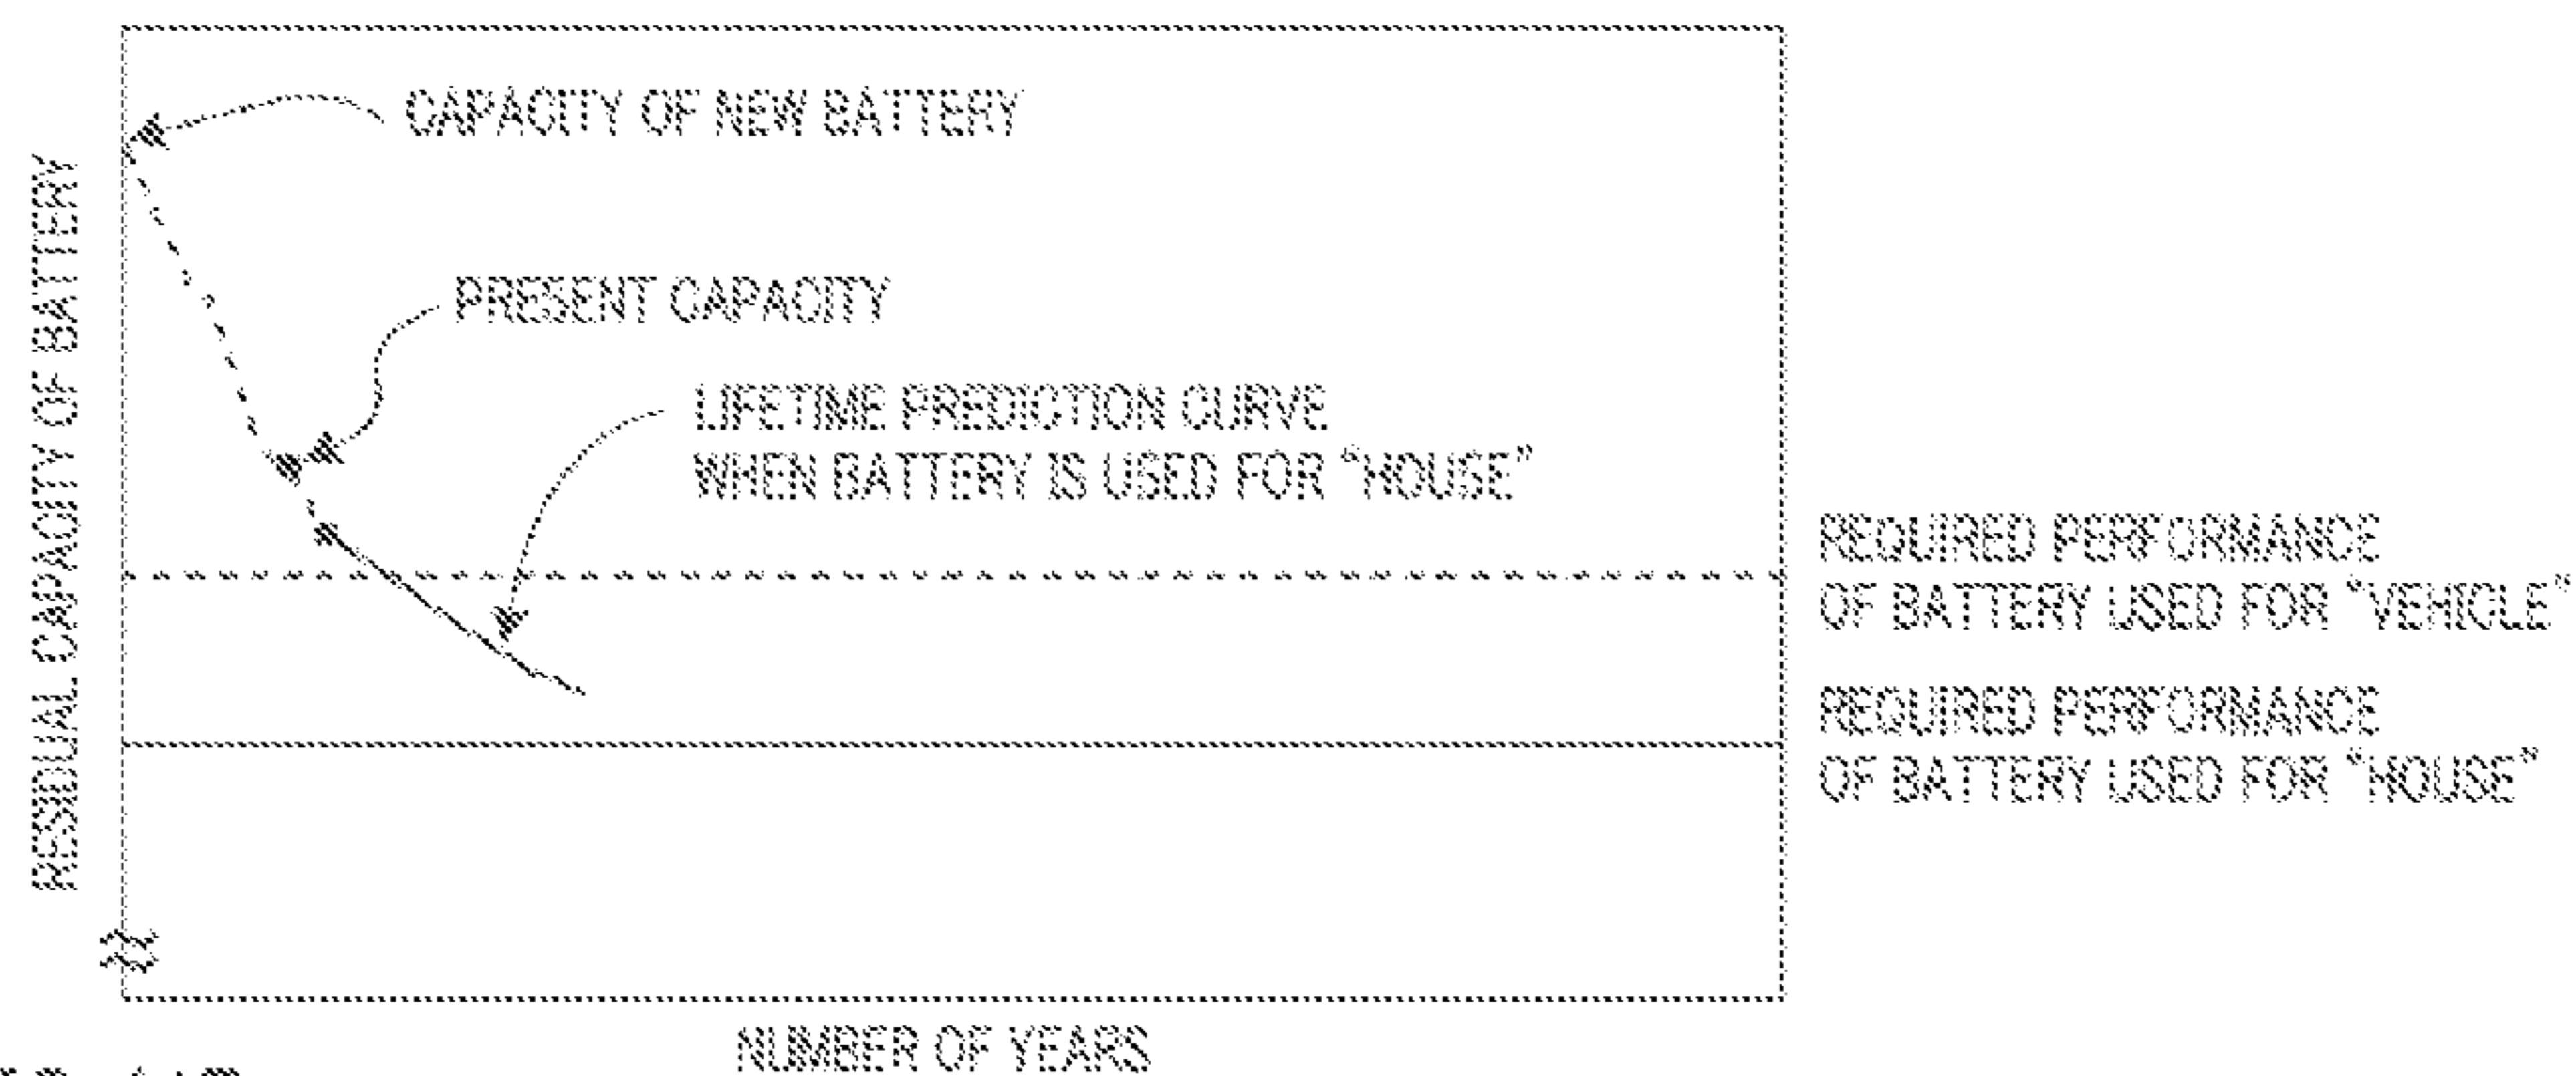 CAPACITY OF NEW BATTERY
PRESENT CAPACITY
LIFETIME PREDICTION CURVE
WHEN BATTERY IS USED FOR "HOUSE"
RESIDUAL CAPACITY OF BATTERY
REQUIRED PERFORMANCE
OF BATTERY USED FOR "VEHICLE"
REQUIRED PERFORMANCE
OF BATTERY USED FOR "HOUSE"
NUMBER OF YEARS